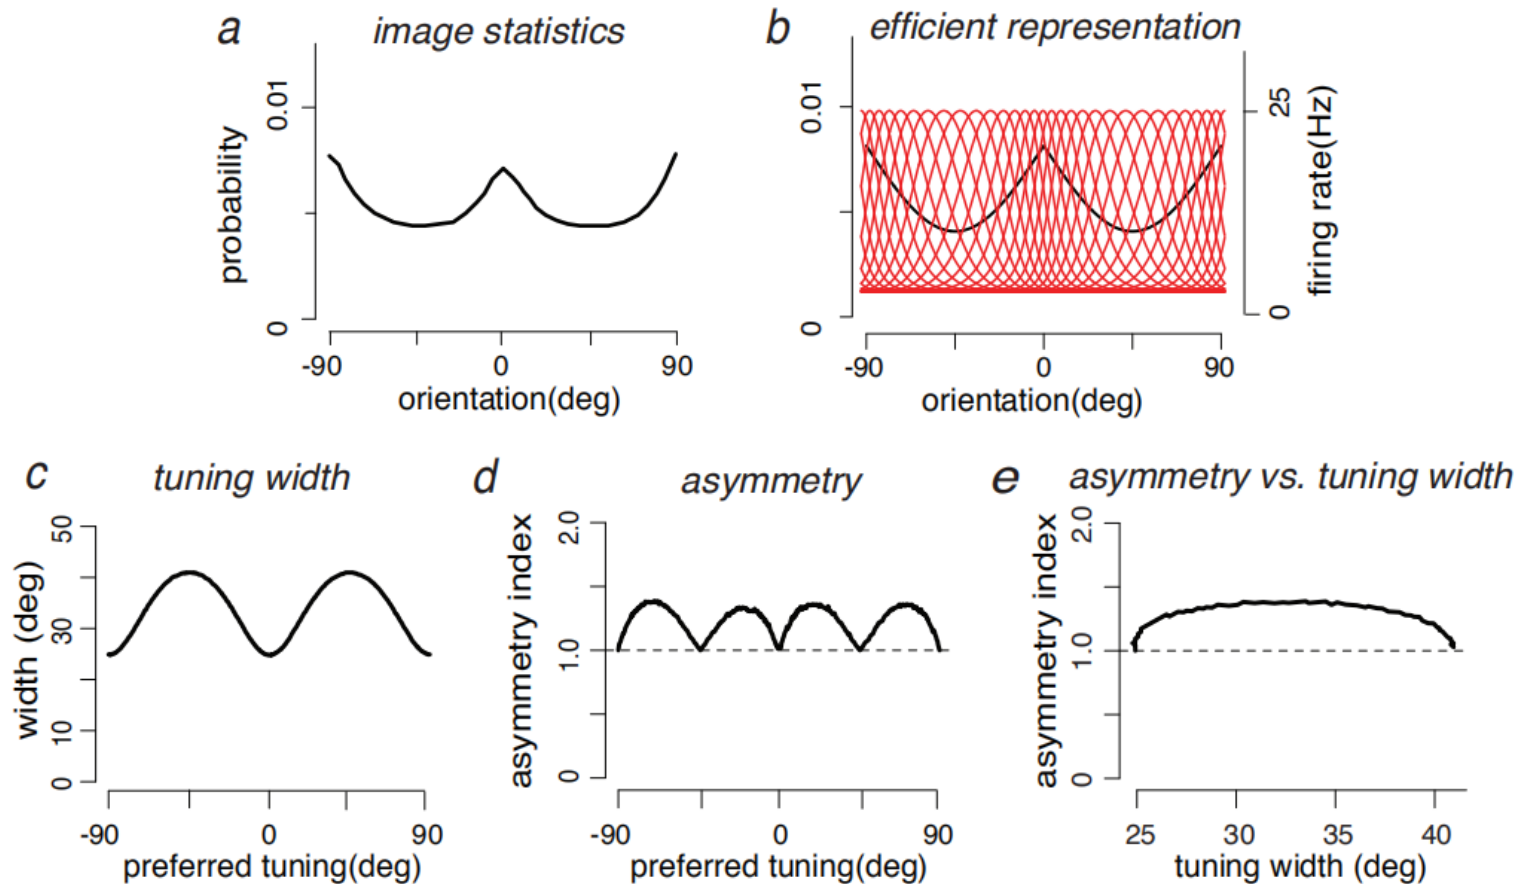 a
image statistics
0.01
probability
0
-90
0
90
orientation(deg)
b
efficient representation
0.01
0
25
firing rate(Hz)
0
-90
0
90
orientation(deg)
c
tuning width
50
30
10
0
width (deg)
-90
0
90
preferred tuning(deg)
d
asymmetry
2.0
1.0
0
asymmetry index
-90
0
90
preferred tuning(deg)
e
asymmetry vs. tuning width
2.0
1.0
0
asymmetry index
25
30
35
40
tuning width (deg)